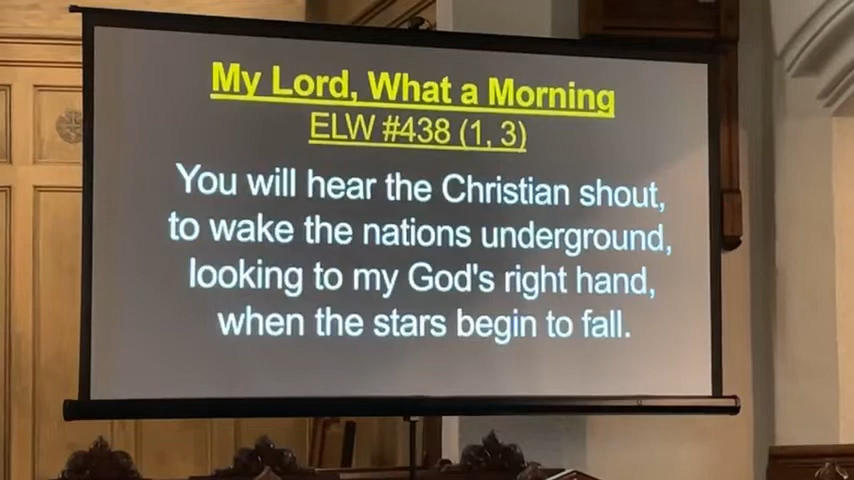 My Lord, What a Morning
ELW #438 (1, 3)
You will hear the Christian shout,
to wake the nations underground,
looking to my God's right hand,
when the stars begin to fall.